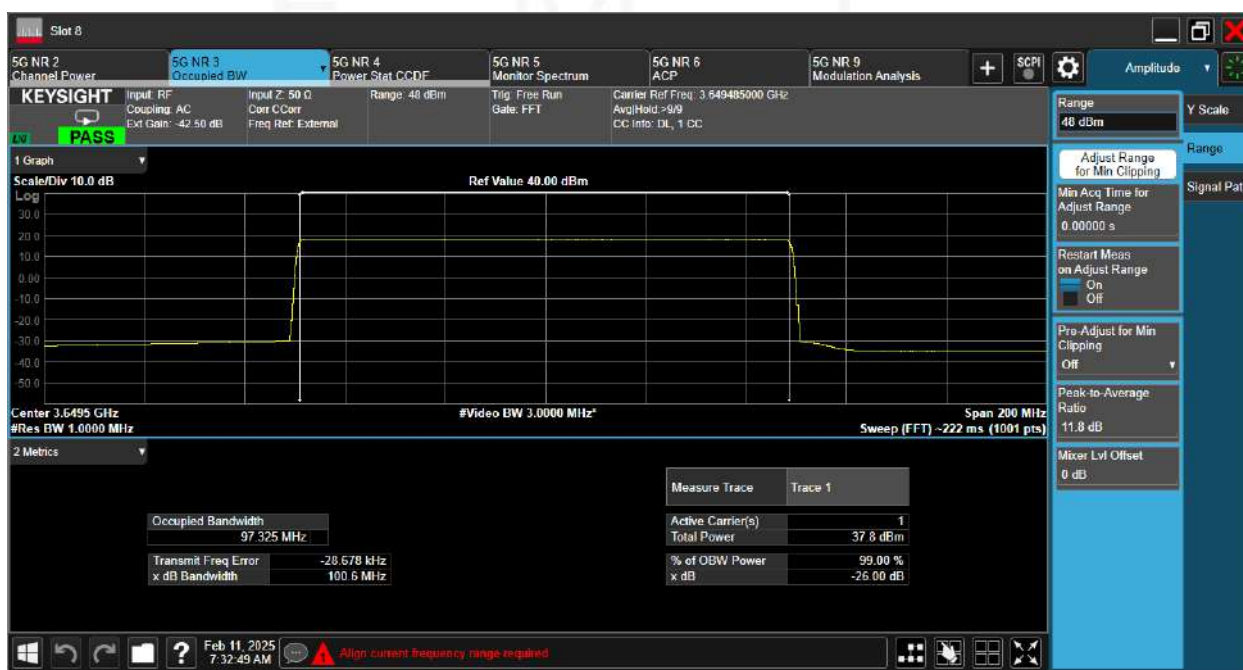 Slot 8
5G NR 2
Channel Power
5G NR 3
Occupied BW
5G NR 4
Power Stat CCDF
5G NR 5
Monitor Spectrum
5G NR 6
ACP
5G NR 9
Modulation Analysis
+
SCPI
Amplitude
KEYSIGHT
PASS
Input: RF
Coupling: AC
Ext Gain: -42.50 dB
Input Z: 50 Ω
Corr CCorr
Freq Ref: External
Range: 48 dBm
Trig: Free Run
Gate: FFT
Carrier Ref Freq: 3.649485000 GHz
Avg|Hold:>9/9
CC Info: DL, 1 CC
1 Graph
Scale/Div 10.0 dB
Ref Value 40.00 dBm
Log
30.0
20.0
10.0
0.00
-10.0
-20.0
-30.0
-40.0
-50.0
Center 3.6495 GHz
#Video BW 3.0000 MHz*
Span 200 MHz
#Res BW 1.0000 MHz
Sweep (FFT) ~222 ms (1001 pts)
2 Metrics
Measure Trace Trace 1
Occupied Bandwidth
97.325 MHz
Transmit Freq Error -28.678 kHz
x dB Bandwidth 100.6 MHz
Active Carrier(s) 1
Total Power 37.8 dBm
% of OBW Power 99.00 %
x dB -26.00 dB
Range
48 dBm
Adjust Range
for Min Clipping
Min Acq Time for
Adjust Range
0.00000 s
Restart Meas
on Adjust Range
On
Off
Pre-Adjust for Min
Clipping
Off
Peak-to-Average
Ratio
11.8 dB
Mixer Lvl Offset
0 dB
Y Scale
Range
Signal Pat
?
Feb 11, 2025
7:32:49 AM
Align current frequency range required